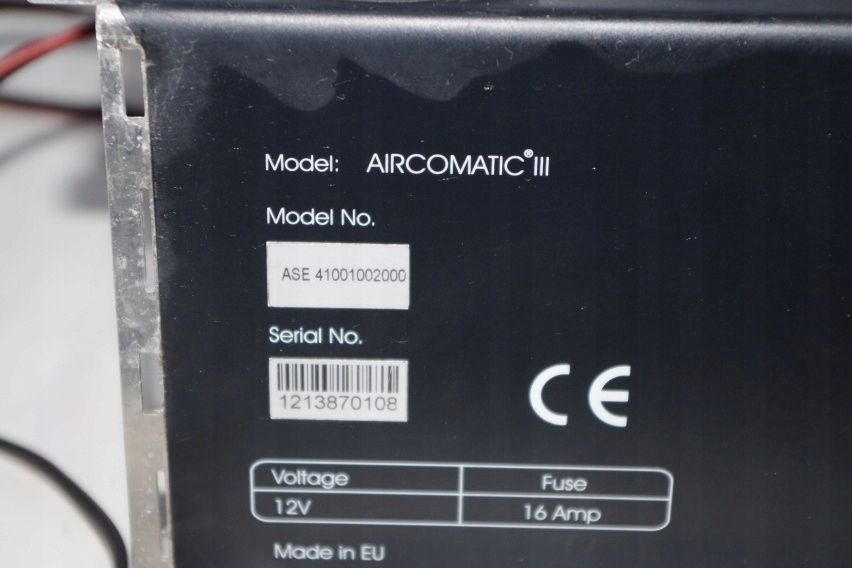 Model: AIRCOMATIC® III
Model No.
ASE 41001002000
Serial No.
1213870108
CE
Voltage Fuse
12V 16 Amp
Made in EU